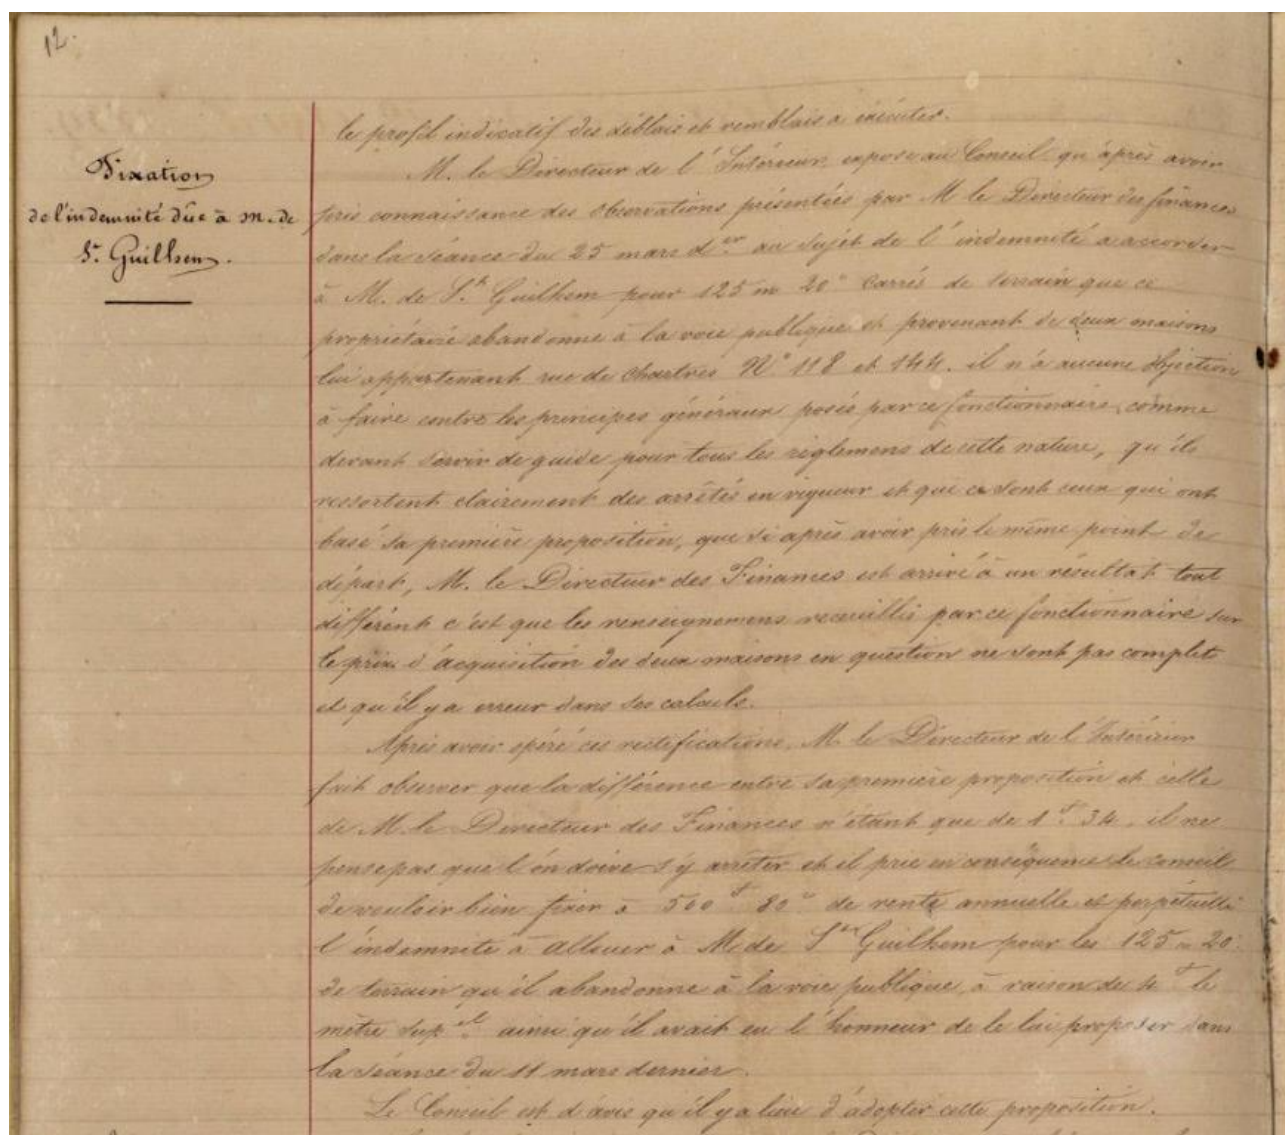 12.
Fixation
de l'indemnité dûe à M. de
St. Guilhem.
le profil indicatif des déblais et remblais a exécuter.
M. le Directeur de l'Intérieur expose au Conseil qu'après avoir
pris connaissance des observations présentées par M le Directeur des finances
dans la séance du 25 mars der au sujet de l'indemnité a accorder
à M. de St. Guilhem pour 125 m 20 c carrés de terrain que ce
propriétaire abandonne à la voie publique et provenant de deux maisons
lui appartenant rue de Chartres No 118 et 144. il n'a aucune objection
à faire contre les principes généraux posés par ce fonctionnaire, comme
devant servir de guide pour tous les règlemens de cette nature, qu'ils
ressortent clairement des arrêtés en vigueur et que ce sont ceux qui ont
basé sa première proposition, que si après avoir pris le même point de
départ, M. le Directeur des Finances est arrivé à un résultat tout
différent c'est que les renseignemens recueillis par ce fonctionnaire sur
le prix d'acquisition des deux maisons en question ne sont pas complet
et qu'il y a erreur dans ses calculs.
Après avoir opéré ces rectifications, M. le Directeur de l'Intérieur
fait observer que la différence entre sa première proposition et celle
de M. le Directeur des Finances n'étant que de 1 f. 34, il ne
pense pas que l'on doive s'y arrêter et il prie en conséquence le conseil
de vouloir bien fixer à 500 f 80 c de rente annuelle et perpétuelle
l'indemnité à allouer à M. de St Guilhem pour les 125 m 20
de terrain qu'il abandonne à la voie publique, à raison de 4 f le
mètre supel ainsi qu'il avait eu l'honneur de le lui proposer dans
la séance du 11 mars dernier.
Le Conseil est d'avis qu'il y a lieu d'adopter cette proposition.